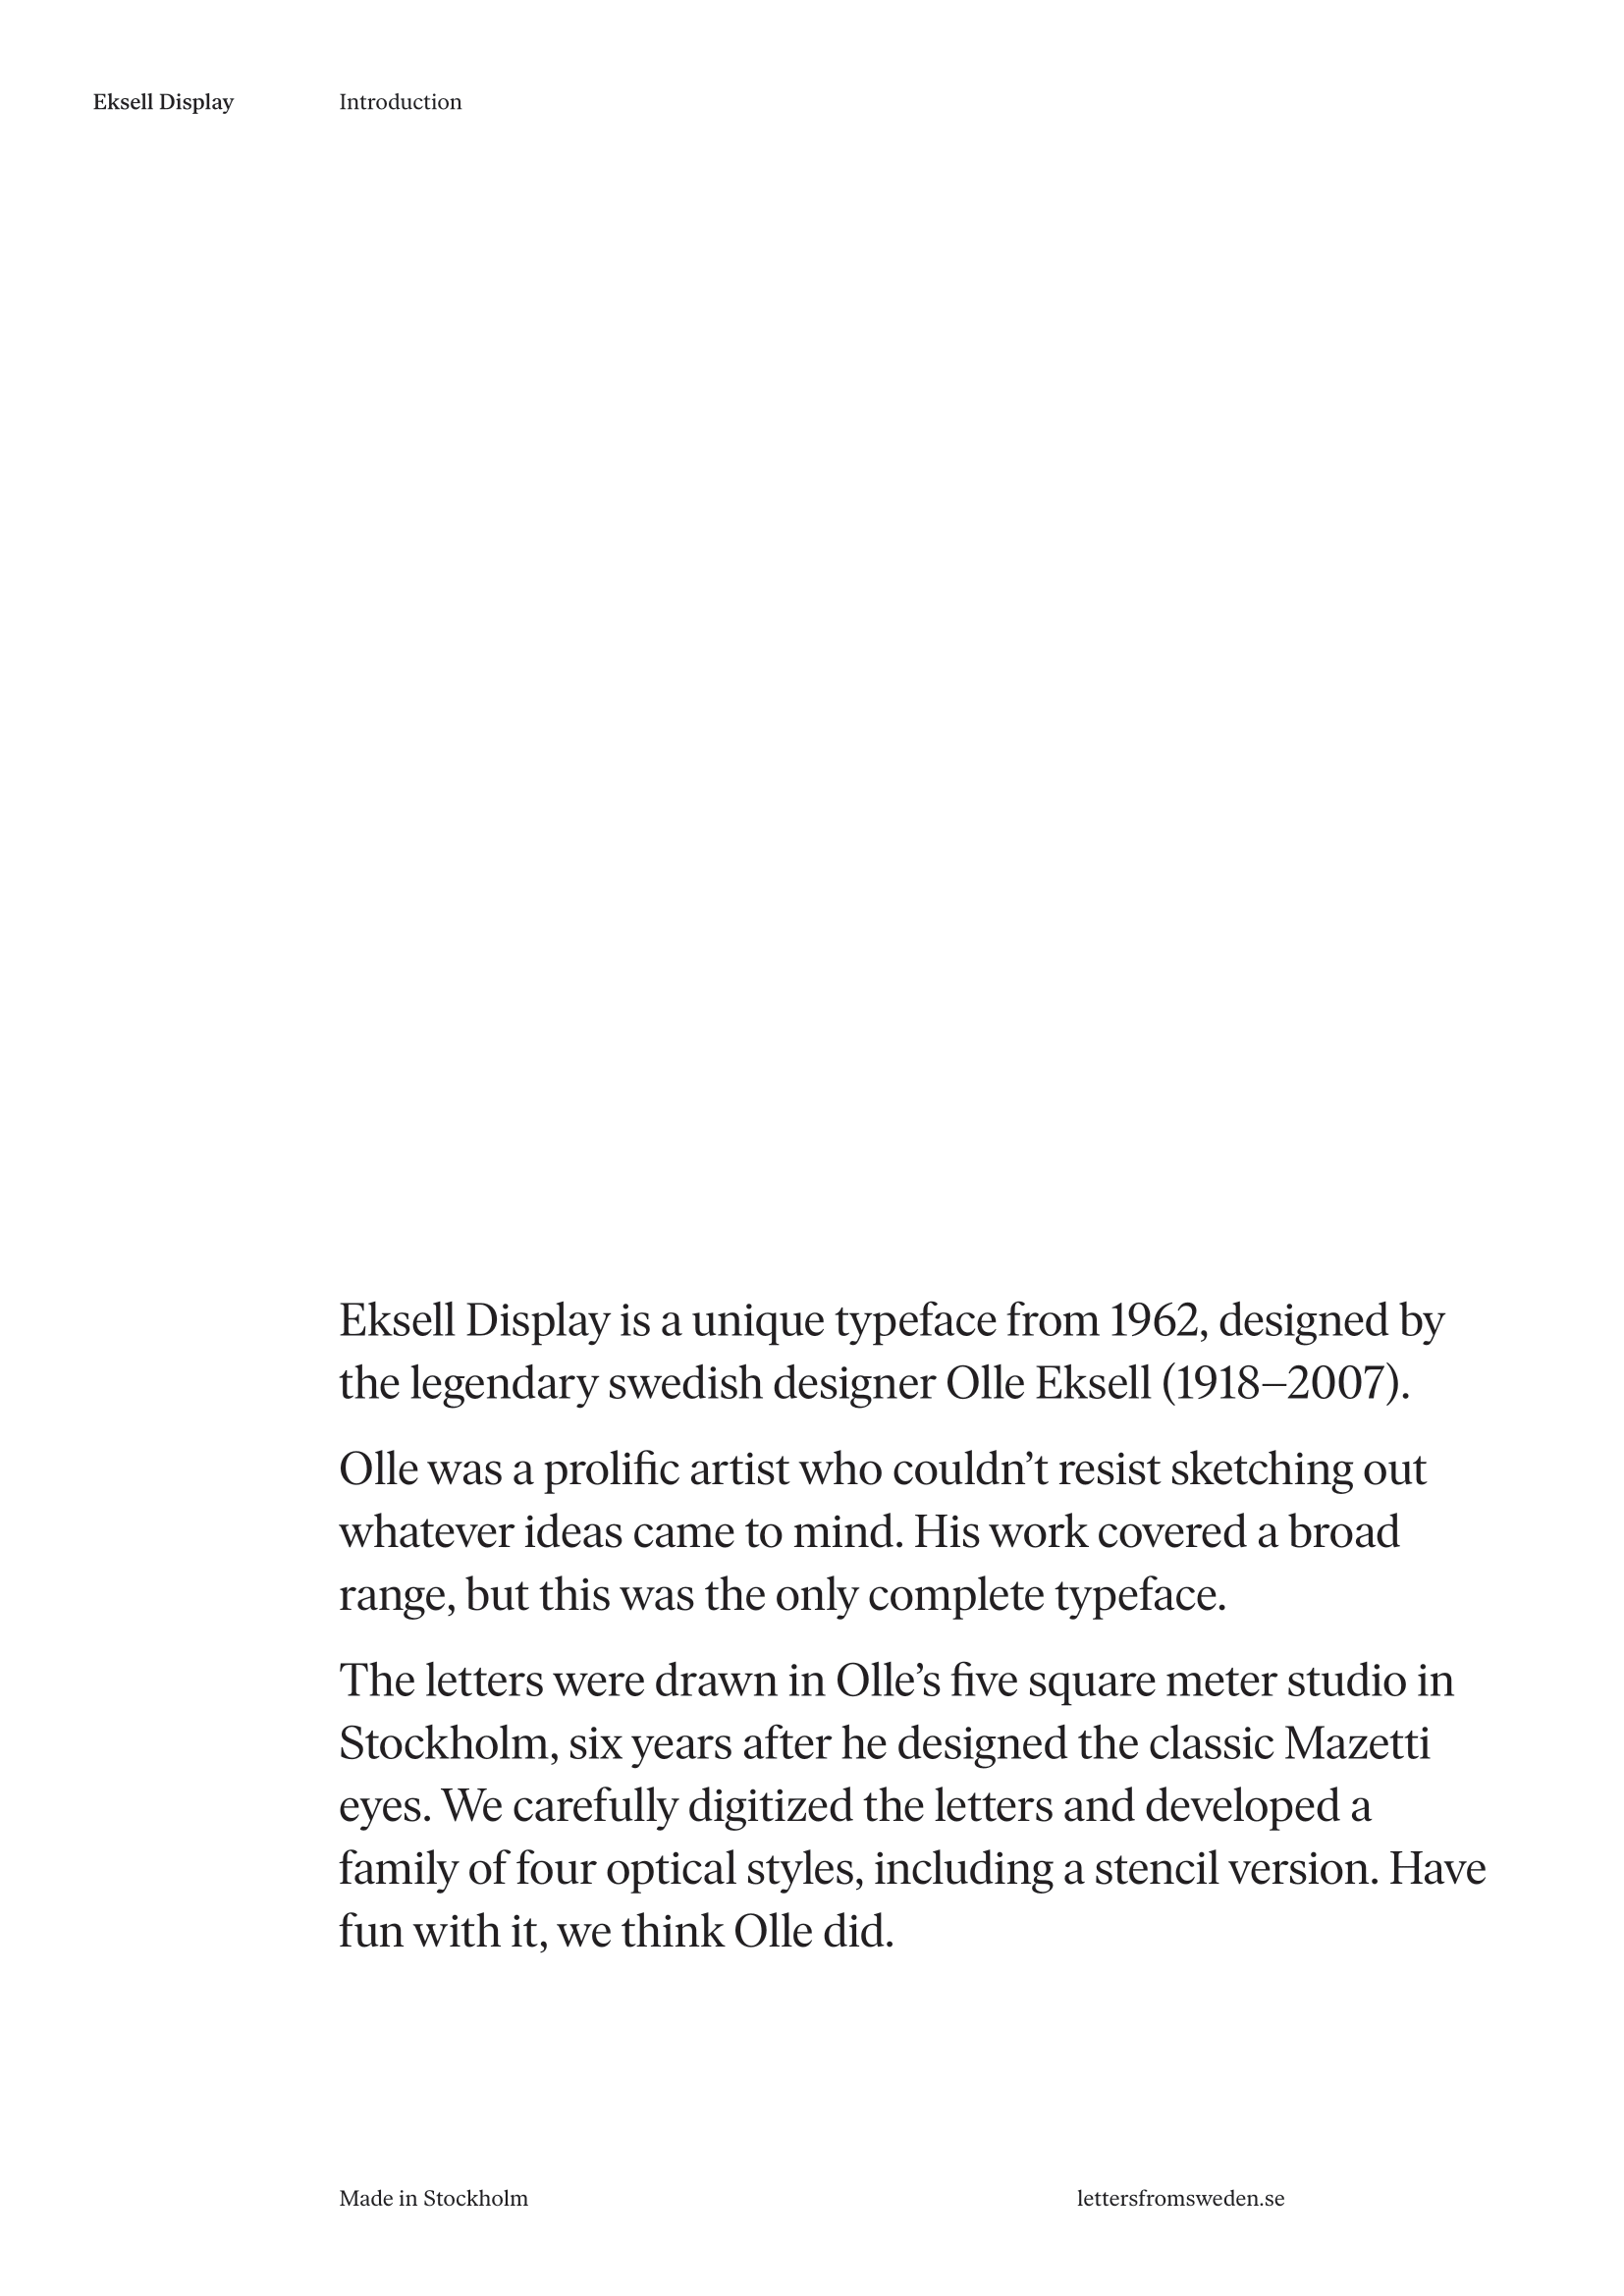 Eksell Display
Introduction
Eksell Display is a unique typeface from 1962, designed by
the legendary swedish designer Olle Eksell (1918–2007).
Olle was a prolific artist who couldn’t resist sketching out
whatever ideas came to mind. His work covered a broad
range, but this was the only complete typeface.
The letters were drawn in Olle’s five square meter studio in
Stockholm, six years after he designed the classic Mazetti
eyes. We carefully digitized the letters and developed a
family of four optical styles, including a stencil version. Have
fun with it, we think Olle did.
Made in Stockholm
lettersfromsweden.se